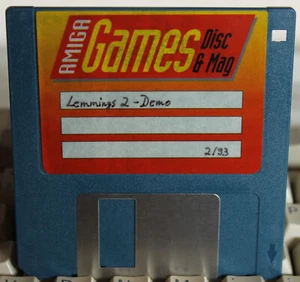 AMIGA
Games Disc
& Mag
Lemmings 2 - Demo
2/93